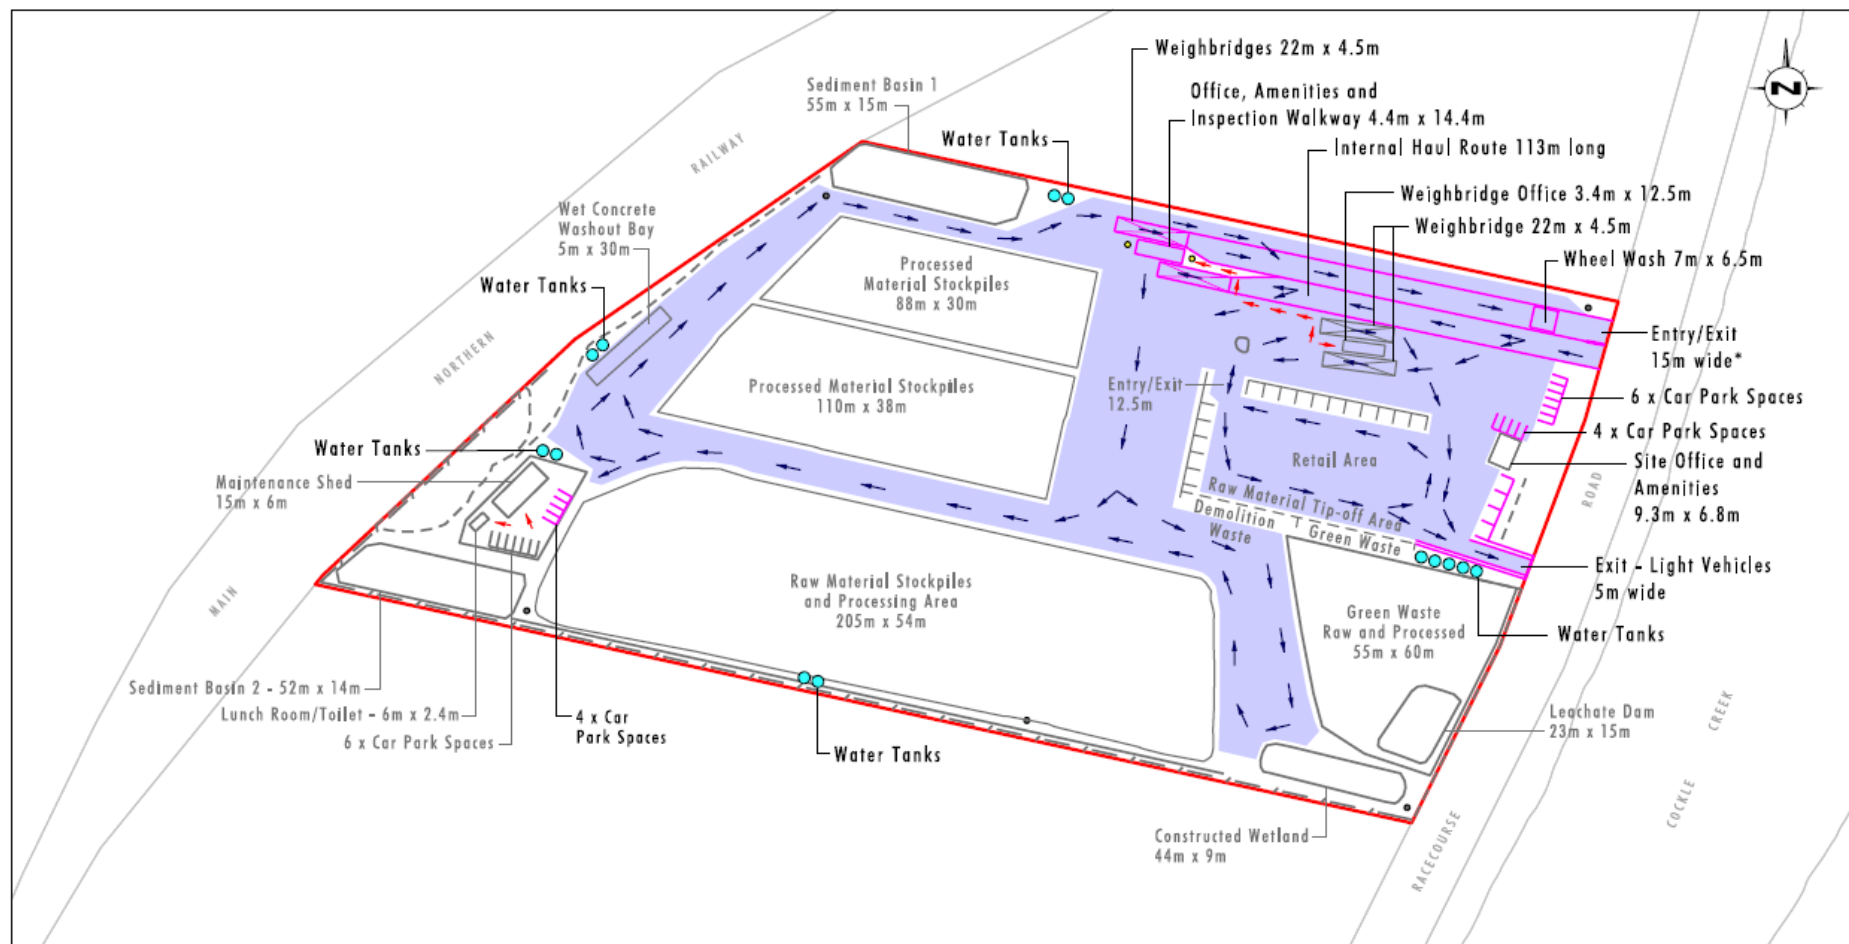 Weighbridges 22m x 4.5m
Sediment Basin 1
55m x 15m
Office, Amenities and
Inspection Walkway 4.4m x 14.4m
N
Water Tanks
Internal Haul Route 113m long
RAILWAY
Weighbridge Office 3.4m x 12.5m
Weighbridge 22m x 4.5m
Wet Concrete
Washout Bay
5m x 30m
Wheel Wash 7m x 6.5m
Processed
Material Stockpiles
88m x 30m
Water Tanks
Entry/Exit
15m wide*
NORTHERN
Processed Material Stockpiles
110m x 38m
Entry/Exit
12.5m
6 x Car Park Spaces
4 x Car Park Spaces
Water Tanks
Retail Area
Site Office and
Amenities
9.3m x 6.8m
Maintenance Shed
15m x 6m
ROAD
Raw Material Tip-off Area
Demolition
Waste
Green Waste
Exit - Light Vehicles
5m wide
MAIN
Raw Material Stockpiles
and Processing Area
205m x 54m
Green Waste
Raw and Processed
55m x 60m
Water Tanks
Sediment Basin 2 - 52m x 14m
Lunch Room/Toilet - 6m x 2.4m
6 x Car Park Spaces
4 x Car
Park Spaces
Leachate Dam
23m x 15m
CREEK
Water Tanks
COCKLE
Constructed Wetland
44m x 9m
RACECOURSE